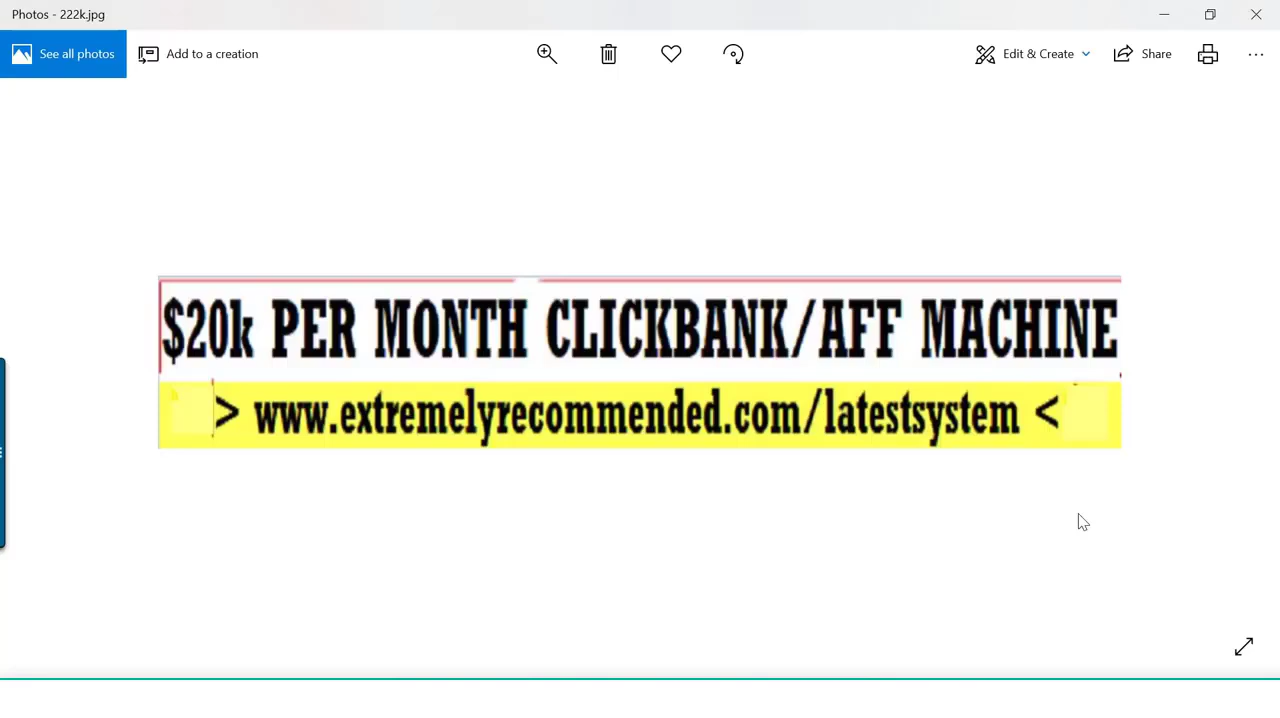 Photos - 222k.jpg
See all photos
Add to a creation
Edit & Create
Share
$20k PER MONTH CLICKBANK/AFF MACHINE
> www.extremelyrecommended.com/latestsystem <